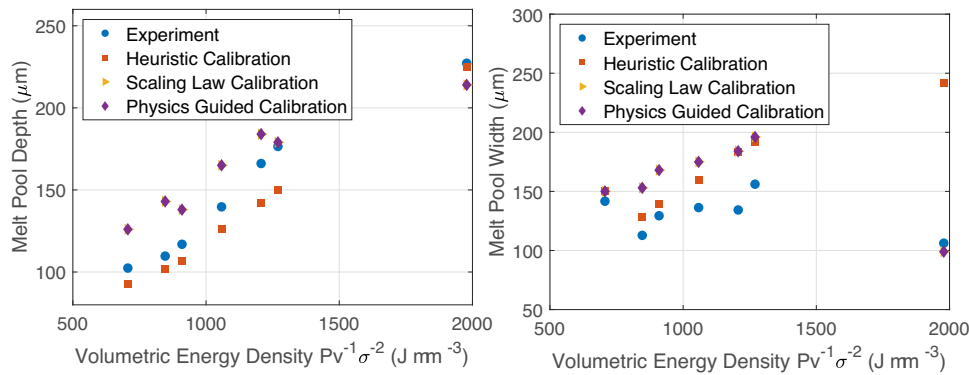 Experiment
Heuristic Calibration
Scaling Law Calibration
Physics Guided Calibration
Melt Pool Depth (μm)
250
200
150
100
500
1000
1500
2000
Volumetric Energy Density Pv⁻¹σ⁻² (J mm⁻³)
Experiment
Heuristic Calibration
Scaling Law Calibration
Physics Guided Calibration
Melt Pool Width (μm)
300
250
200
150
100
50
500
1000
1500
2000
Volumetric Energy Density Pv⁻¹σ⁻² (J mm⁻³)